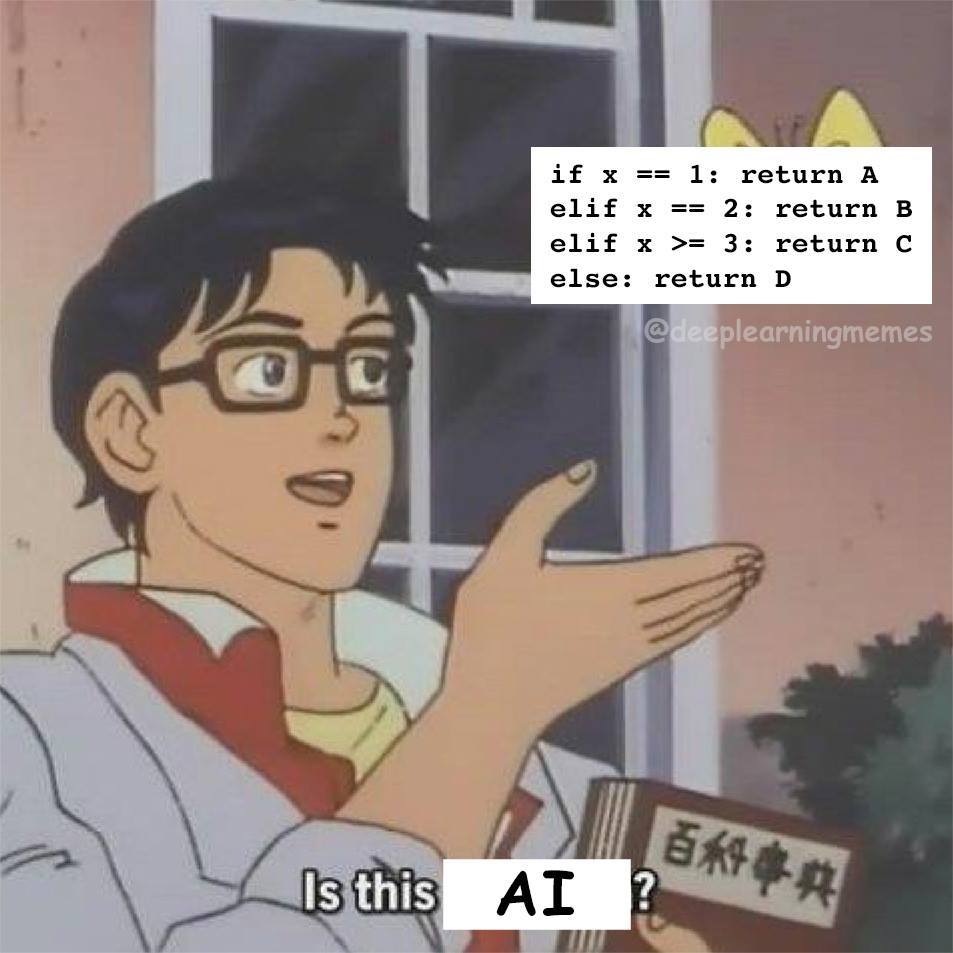 if x == 1: return A
elif x == 2: return B
elif x >= 3: return C
else: return D
@deeplearningmemes
百科事典
Is this AI ?